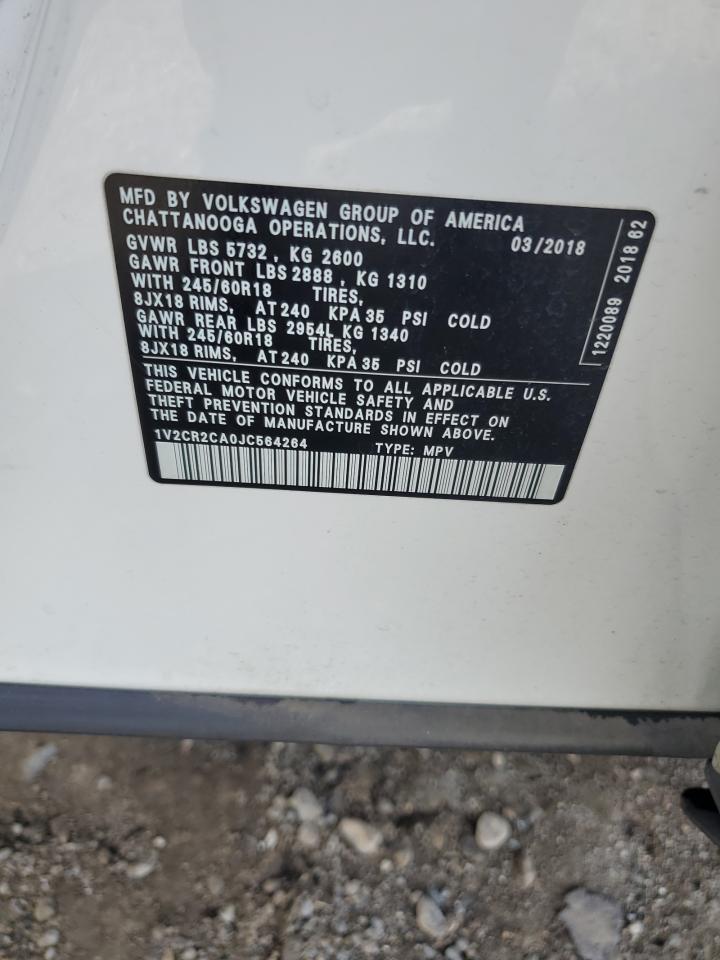 MFD BY VOLKSWAGEN GROUP OF AMERICA
CHATTANOOGA OPERATIONS, LLC. 03/2018
GVWR LBS 5732 , KG 2600
GAWR FRONT LBS 2888 , KG 1310
WITH 245/60R18 TIRES,
8JX18 RIMS, AT 240 KPA 35 PSI COLD
GAWR REAR LBS 2954L KG 1340
WITH 245/60R18 TIRES,
8JX18 RIMS, AT 240 KPA 35 PSI COLD
THIS VEHICLE CONFORMS TO ALL APPLICABLE U.S.
FEDERAL MOTOR VEHICLE SAFETY AND
THEFT PREVENTION STANDARDS IN EFFECT ON
THE DATE OF MANUFACTURE SHOWN ABOVE.
1V2CR2CA0JC564264 TYPE: MPV
1220089 2018 62